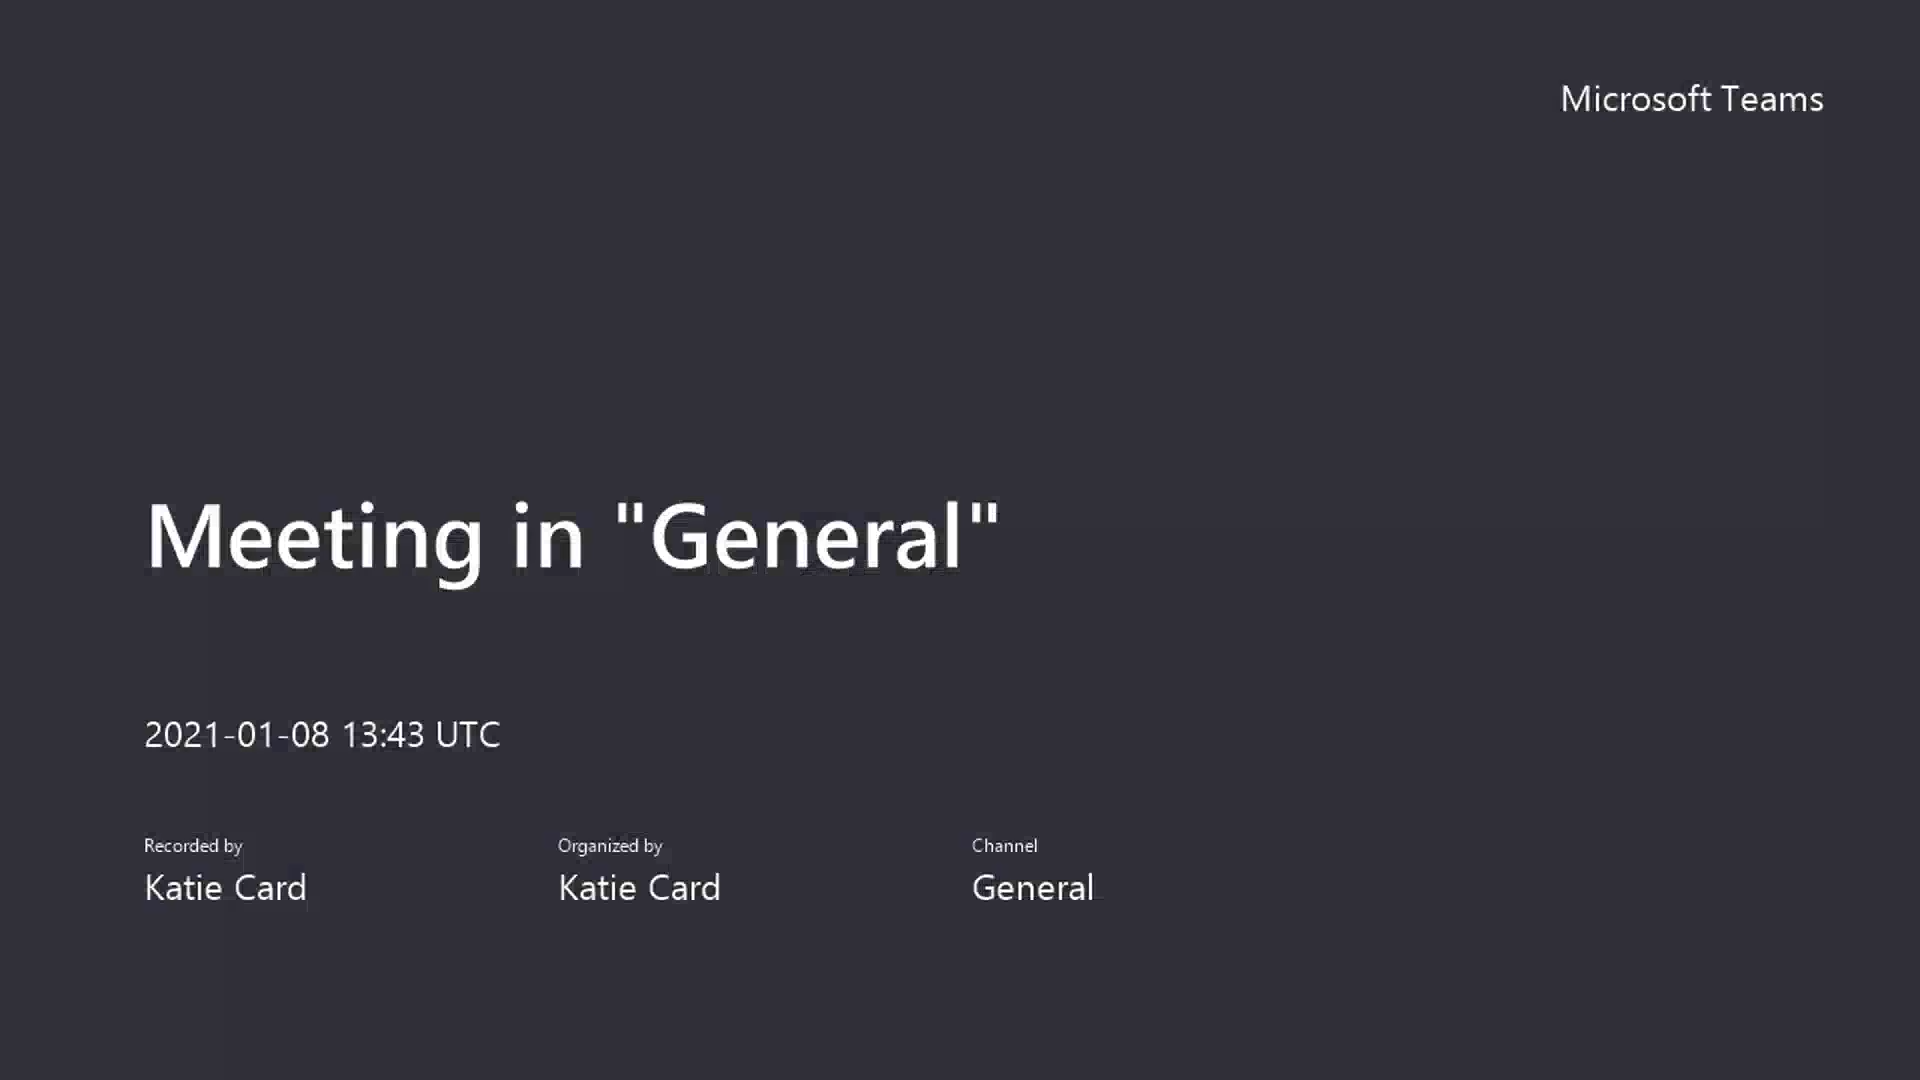 Microsoft Teams
Meeting in "General"
2021-01-08 13:43 UTC
Recorded by
Katie Card
Organized by
Katie Card
Channel
General